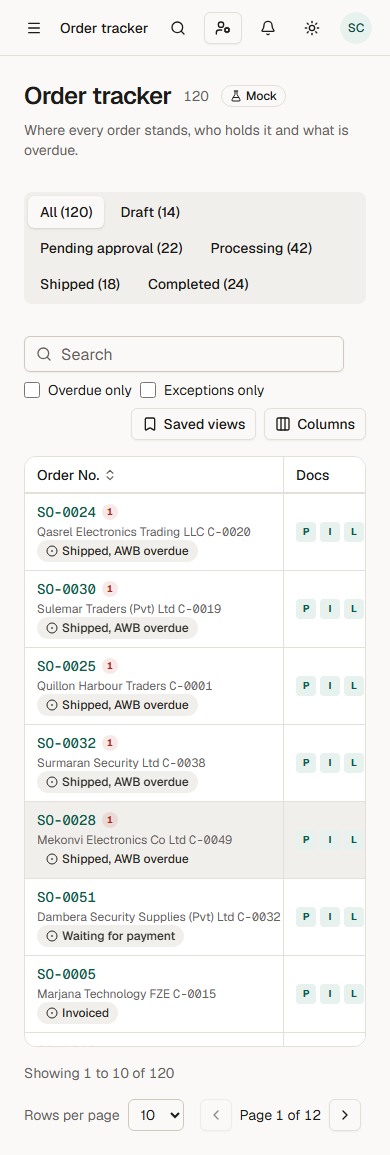 Order tracker
SC
Order tracker 120 Mock
Where every order stands, who holds it and what is
overdue.
All (120) Draft (14)
Pending approval (22) Processing (42)
Shipped (18) Completed (24)
Search
Overdue only Exceptions only
Saved views Columns
Order No. Docs
SO-0024 1
Qasrel Electronics Trading LLC C-0020
Shipped, AWB overdue
P I L
SO-0030 1
Sulemar Traders (Pvt) Ltd C-0019
Shipped, AWB overdue
P I L
SO-0025 1
Quillon Harbour Traders C-0001
Shipped, AWB overdue
P I L
SO-0032 1
Surmaran Security Ltd C-0038
Shipped, AWB overdue
P I L
SO-0028 1
Mekonvi Electronics Co Ltd C-0049
Shipped, AWB overdue
P I L
SO-0051
Dambera Security Supplies (Pvt) Ltd C-0032
Waiting for payment
P I L
SO-0005
Marjana Technology FZE C-0015
Invoiced
P I L
Showing 1 to 10 of 120
Rows per page 10 Page 1 of 12